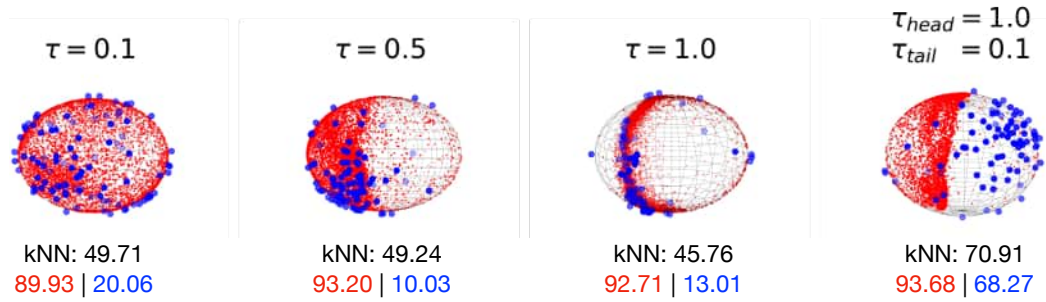 τ = 0.1
τ = 0.5
τ = 1.0
τ_head = 1.0
τ_tail = 0.1
kNN: 49.71
89.93 | 20.06
kNN: 49.24
93.20 | 10.03
kNN: 45.76
92.71 | 13.01
kNN: 70.91
93.68 | 68.27